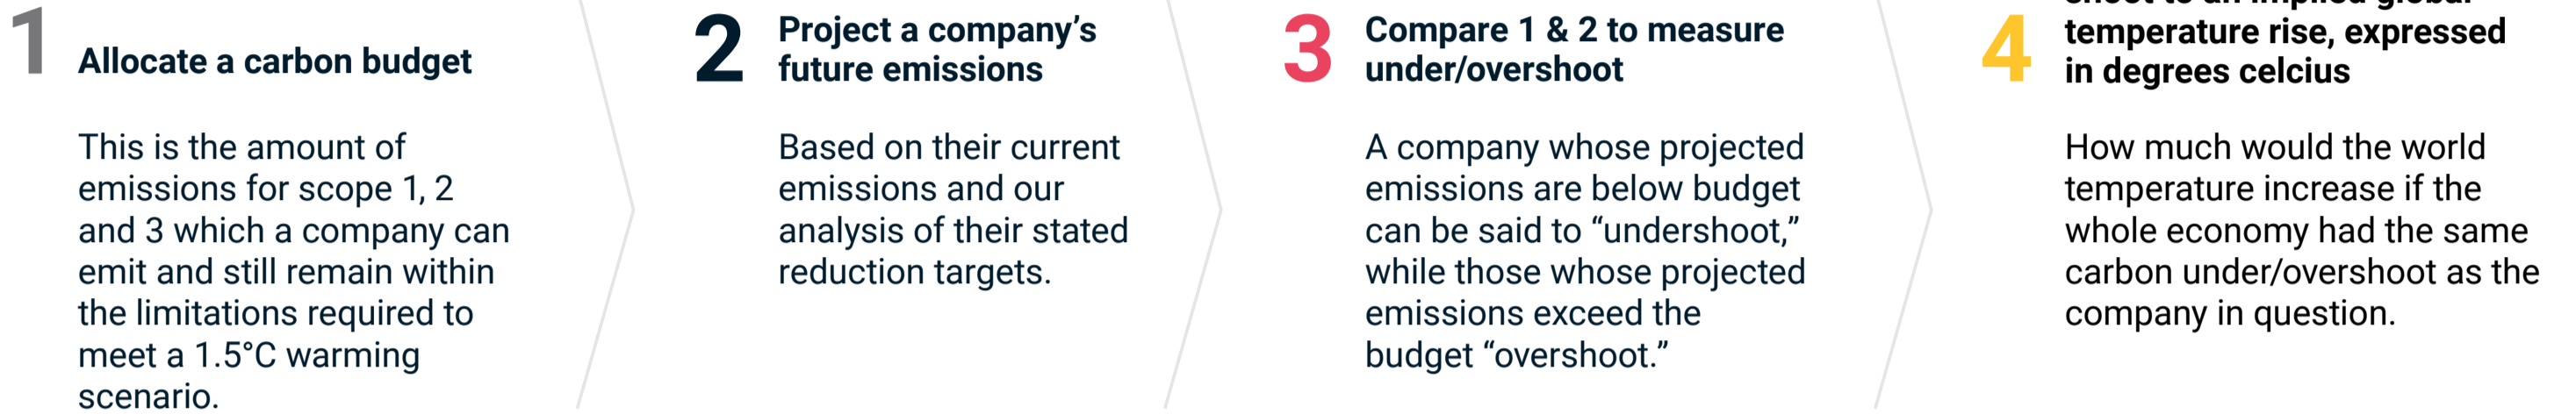 1
Allocate a carbon budget
This is the amount of
emissions for scope 1, 2
and 3 which a company can
emit and still remain within
the limitations required to
meet a 1.5°C warming
scenario.
2
Project a company’s
future emissions
Based on their current
emissions and our
analysis of their stated
reduction targets.
3
Compare 1 & 2 to measure
under/overshoot
A company whose projected
emissions are below budget
can be said to “undershoot,”
while those whose projected
emissions exceed the
budget “overshoot.”
4
shoot to an implied global
temperature rise, expressed
in degrees celcius
How much would the world
temperature increase if the
whole economy had the same
carbon under/overshoot as the
company in question.